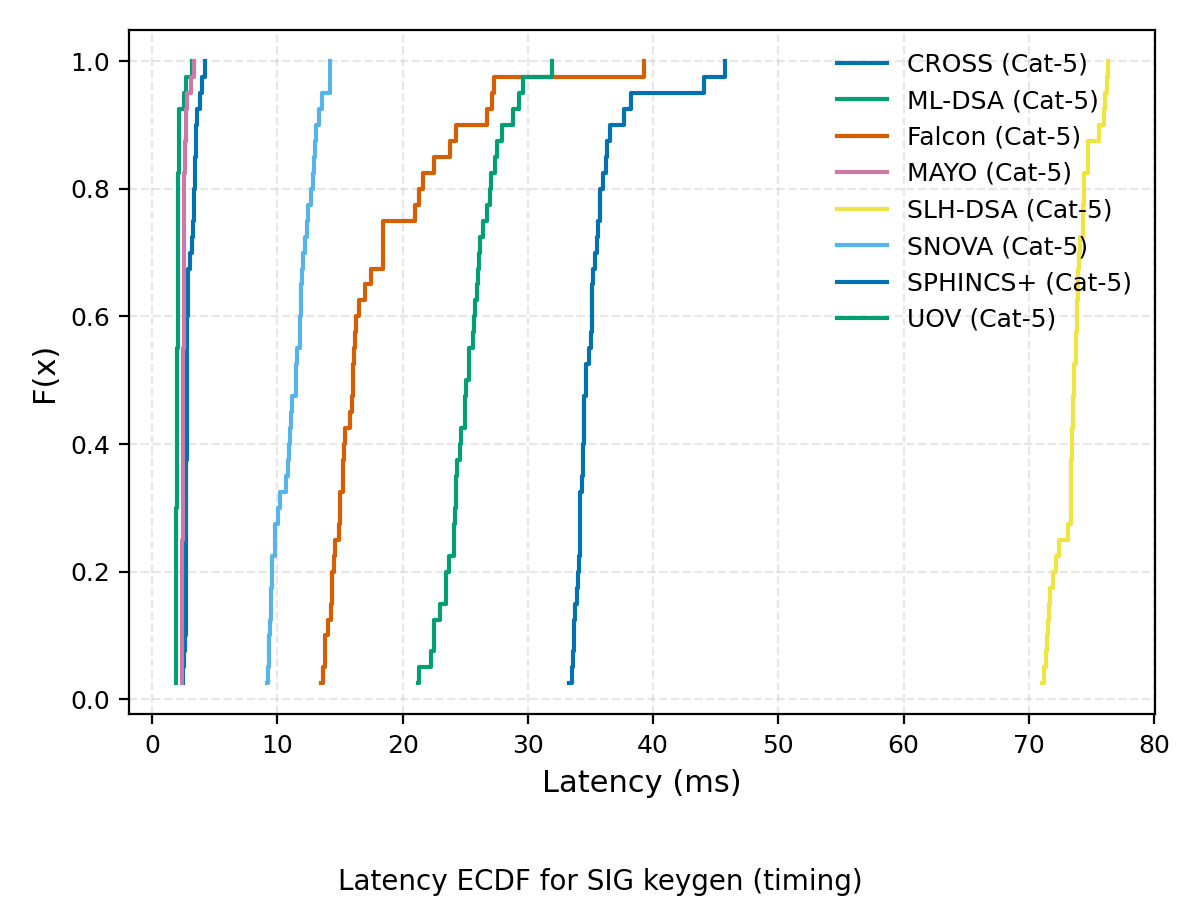 1.0
0.8
0.6
0.4
0.2
0.0
F(x)
CROSS (Cat-5)
ML-DSA (Cat-5)
Falcon (Cat-5)
MAYO (Cat-5)
SLH-DSA (Cat-5)
SNOVA (Cat-5)
SPHINCS+ (Cat-5)
UOV (Cat-5)
0 10 20 30 40 50 60 70 80
Latency (ms)
Latency ECDF for SIG keygen (timing)